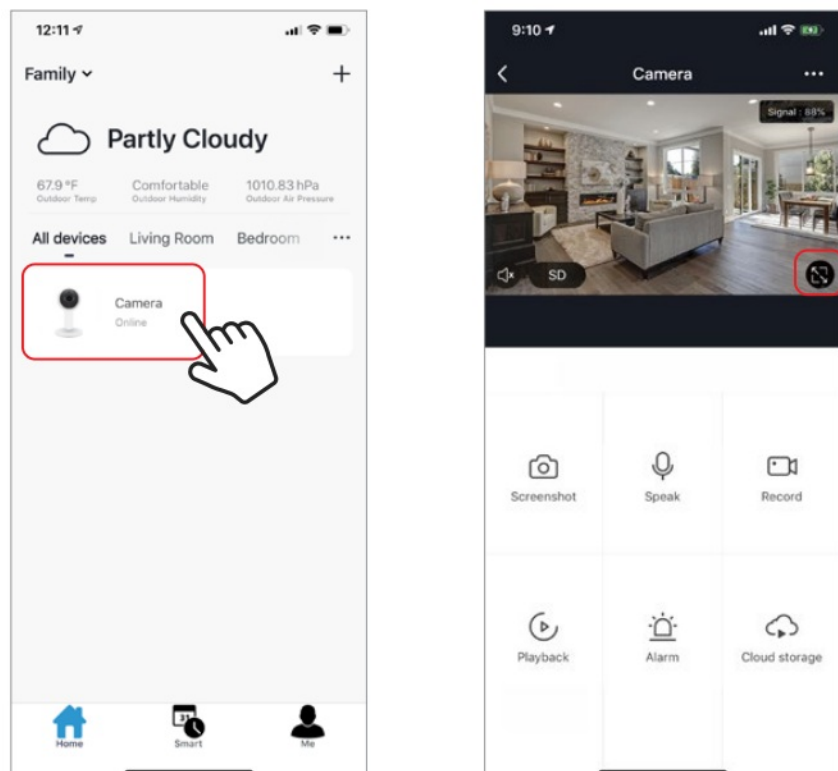 12:11
Family
Partly Cloudy
67.9 °F Comfortable 1010.83 hPa
Outdoor Temp Outdoor Humidity Outdoor Air Pressure
All devices Living Room Bedroom
Camera
Online
31
Home Smart Me
9:10
Camera
Signal : 88%
SD
Screenshot Speak Record
Playback Alarm Cloud storage